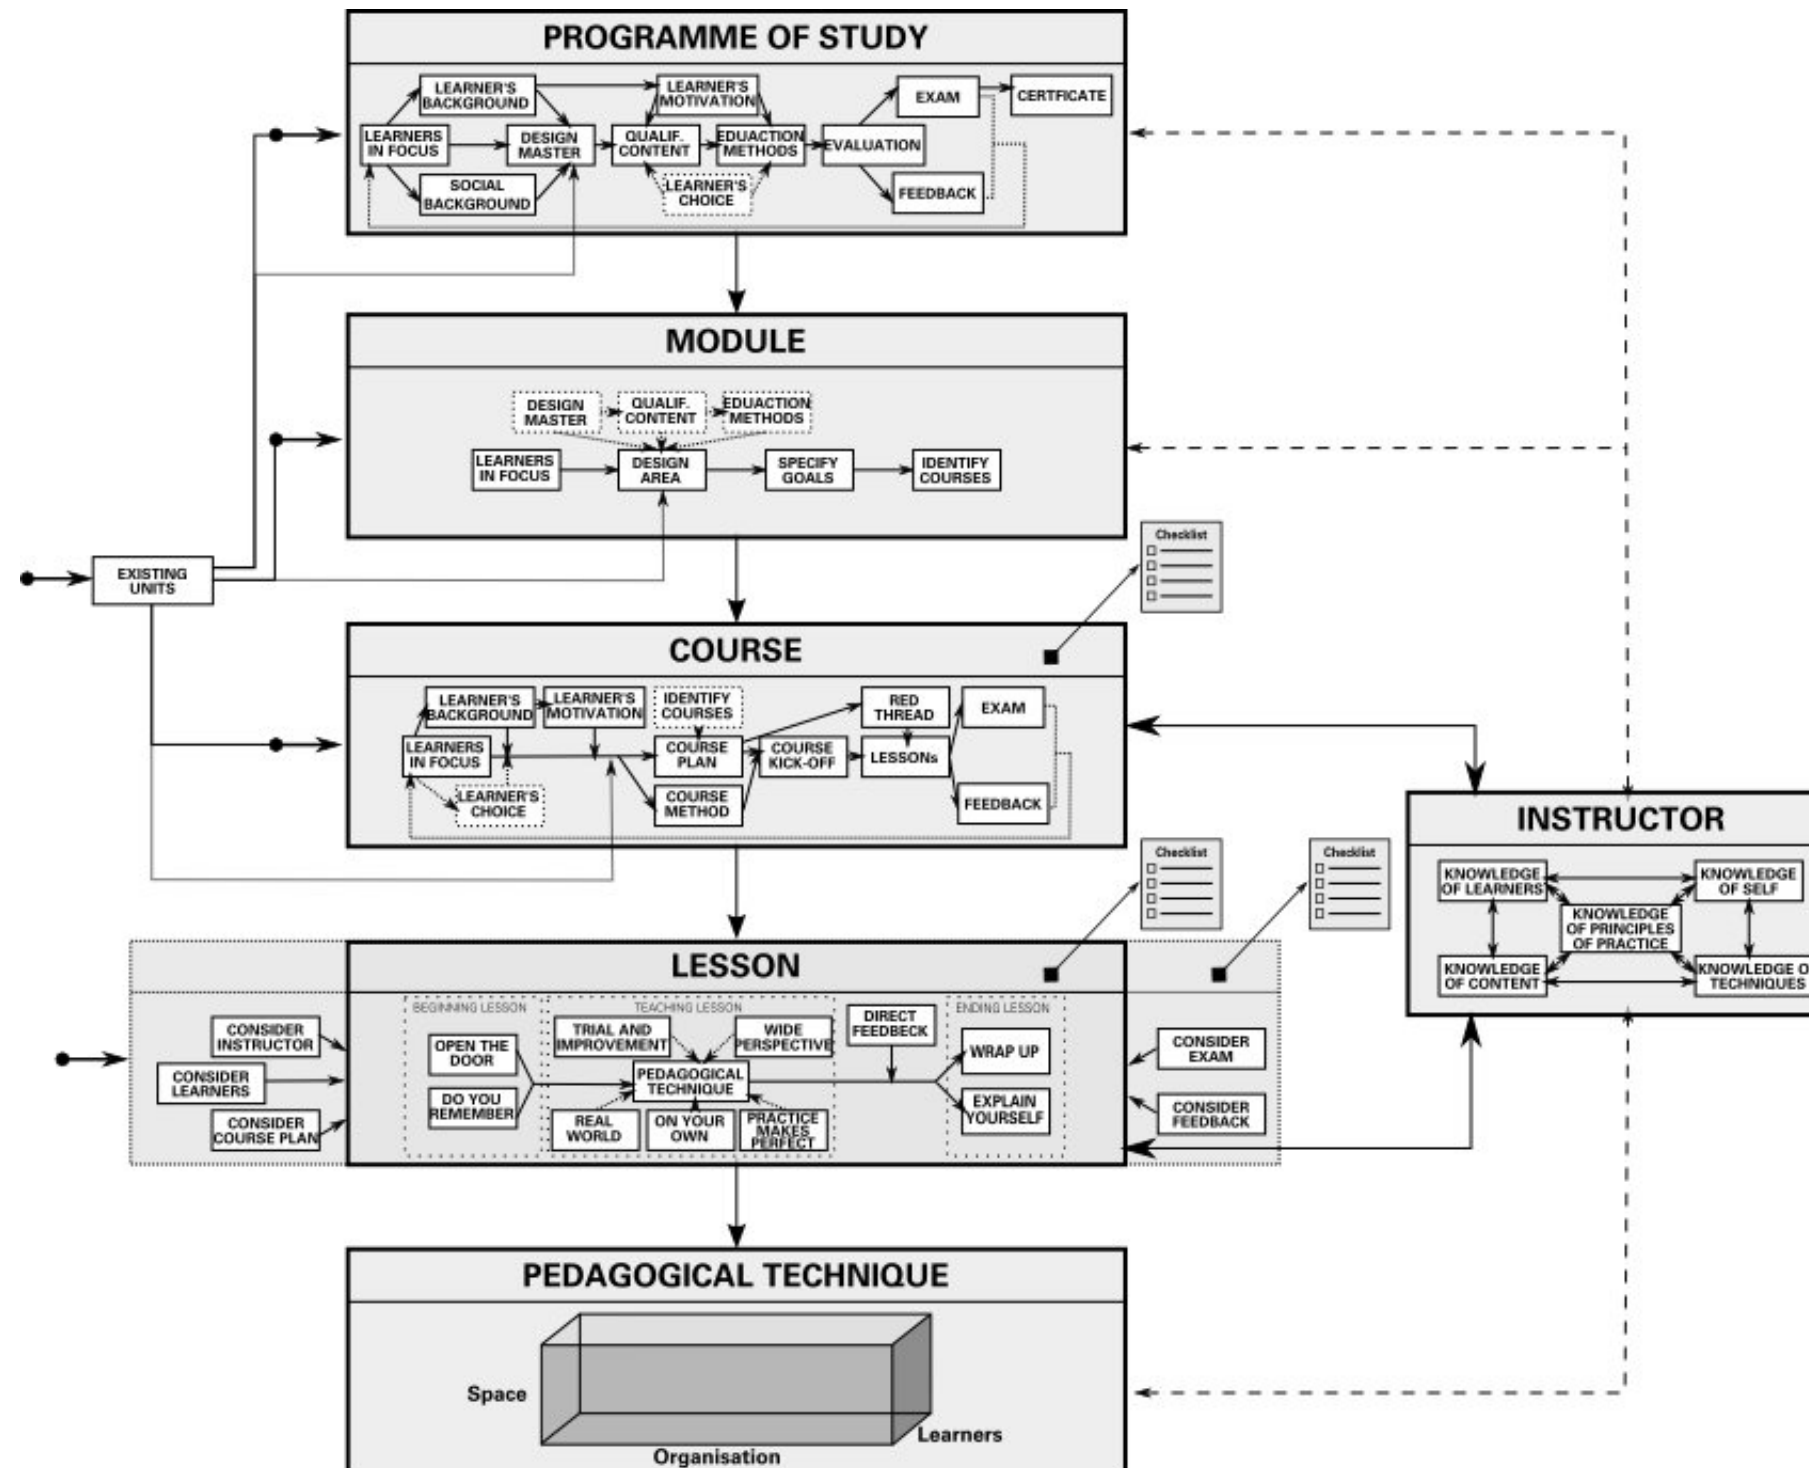 PROGRAMME OF STUDY
LEARNER'S
BACKGROUND
LEARNER'S
MOTIVATION
EXAM
CERTFICATE
LEARNERS
IN FOCUS
DESIGN
MASTER
QUALIF.
CONTENT
EDUACTION
METHODS
EVALUATION
SOCIAL
BACKGROUND
LEARNER'S
CHOICE
FEEDBACK
MODULE
DESIGN
MASTER
QUALIF.
CONTENT
EDUACTION
METHODS
LEARNERS
IN FOCUS
DESIGN
AREA
SPECIFY
GOALS
IDENTIFY
COURSES
EXISTING
UNITS
Checklist
COURSE
LEARNER'S
BACKGROUND
LEARNER'S
MOTIVATION
IDENTIFY
COURSES
RED
THREAD
EXAM
LEARNERS
IN FOCUS
COURSE
PLAN
COURSE
KICK-OFF
LESSONs
LEARNER'S
CHOICE
COURSE
METHOD
FEEDBACK
INSTRUCTOR
KNOWLEDGE
OF LEARNERS
KNOWLEDGE
OF SELF
KNOWLEDGE
OF PRINCIPLES
OF PRACTICE
KNOWLEDGE
OF CONTENT
KNOWLEDGE O
TECHNIQUES
Checklist
Checklist
LESSON
CONSIDER
INSTRUCTOR
CONSIDER
LEARNERS
CONSIDER
COURSE PLAN
BEGINNING LESSON
OPEN THE
DOOR
DO YOU
REMEMBER
TEACHING LESSON
TRIAL AND
IMPROVEMENT
WIDE
PERSPECTIVE
PEDAGOGICAL
TECHNIQUE
REAL
WORLD
ON YOUR
OWN
PRACTICE
MAKES
PERFECT
DIRECT
FEEDBECK
ENDING LESSON
WRAP UP
EXPLAIN
YOURSELF
CONSIDER
EXAM
CONSIDER
FEEDBACK
PEDAGOGICAL TECHNIQUE
Space
Learners
Organisation